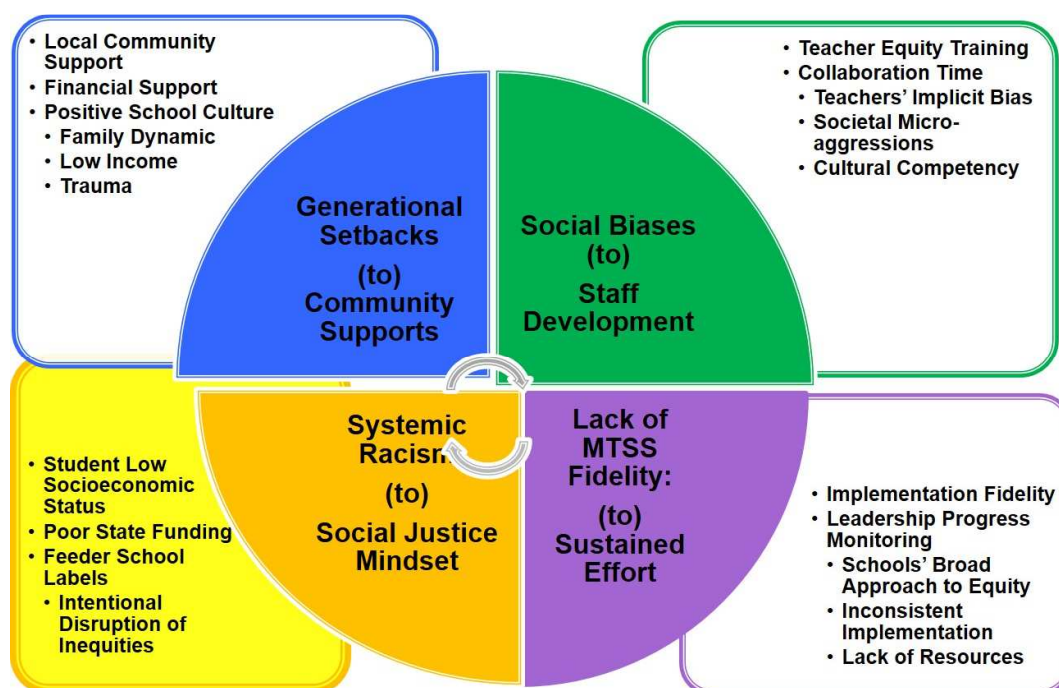 • Local Community
Support
• Financial Support
• Positive School Culture
• Family Dynamic
• Low Income
• Trauma
Generational
Setbacks
(to)
Community
Supports
• Teacher Equity Training
• Collaboration Time
• Teachers' Implicit Bias
• Societal Micro-
aggressions
• Cultural Competency
Social Biases
(to)
Staff
Development
• Student Low
Socioeconomic
Status
• Poor State Funding
• Feeder School
Labels
• Intentional
Disruption of
Inequities
Systemic
Racism
(to)
Social Justice
Mindset
Lack of
MTSS
Fidelity:
(to)
Sustained
Effort
• Implementation Fidelity
• Leadership Progress
Monitoring
• Schools' Broad
Approach to Equity
• Inconsistent
Implementation
• Lack of Resources